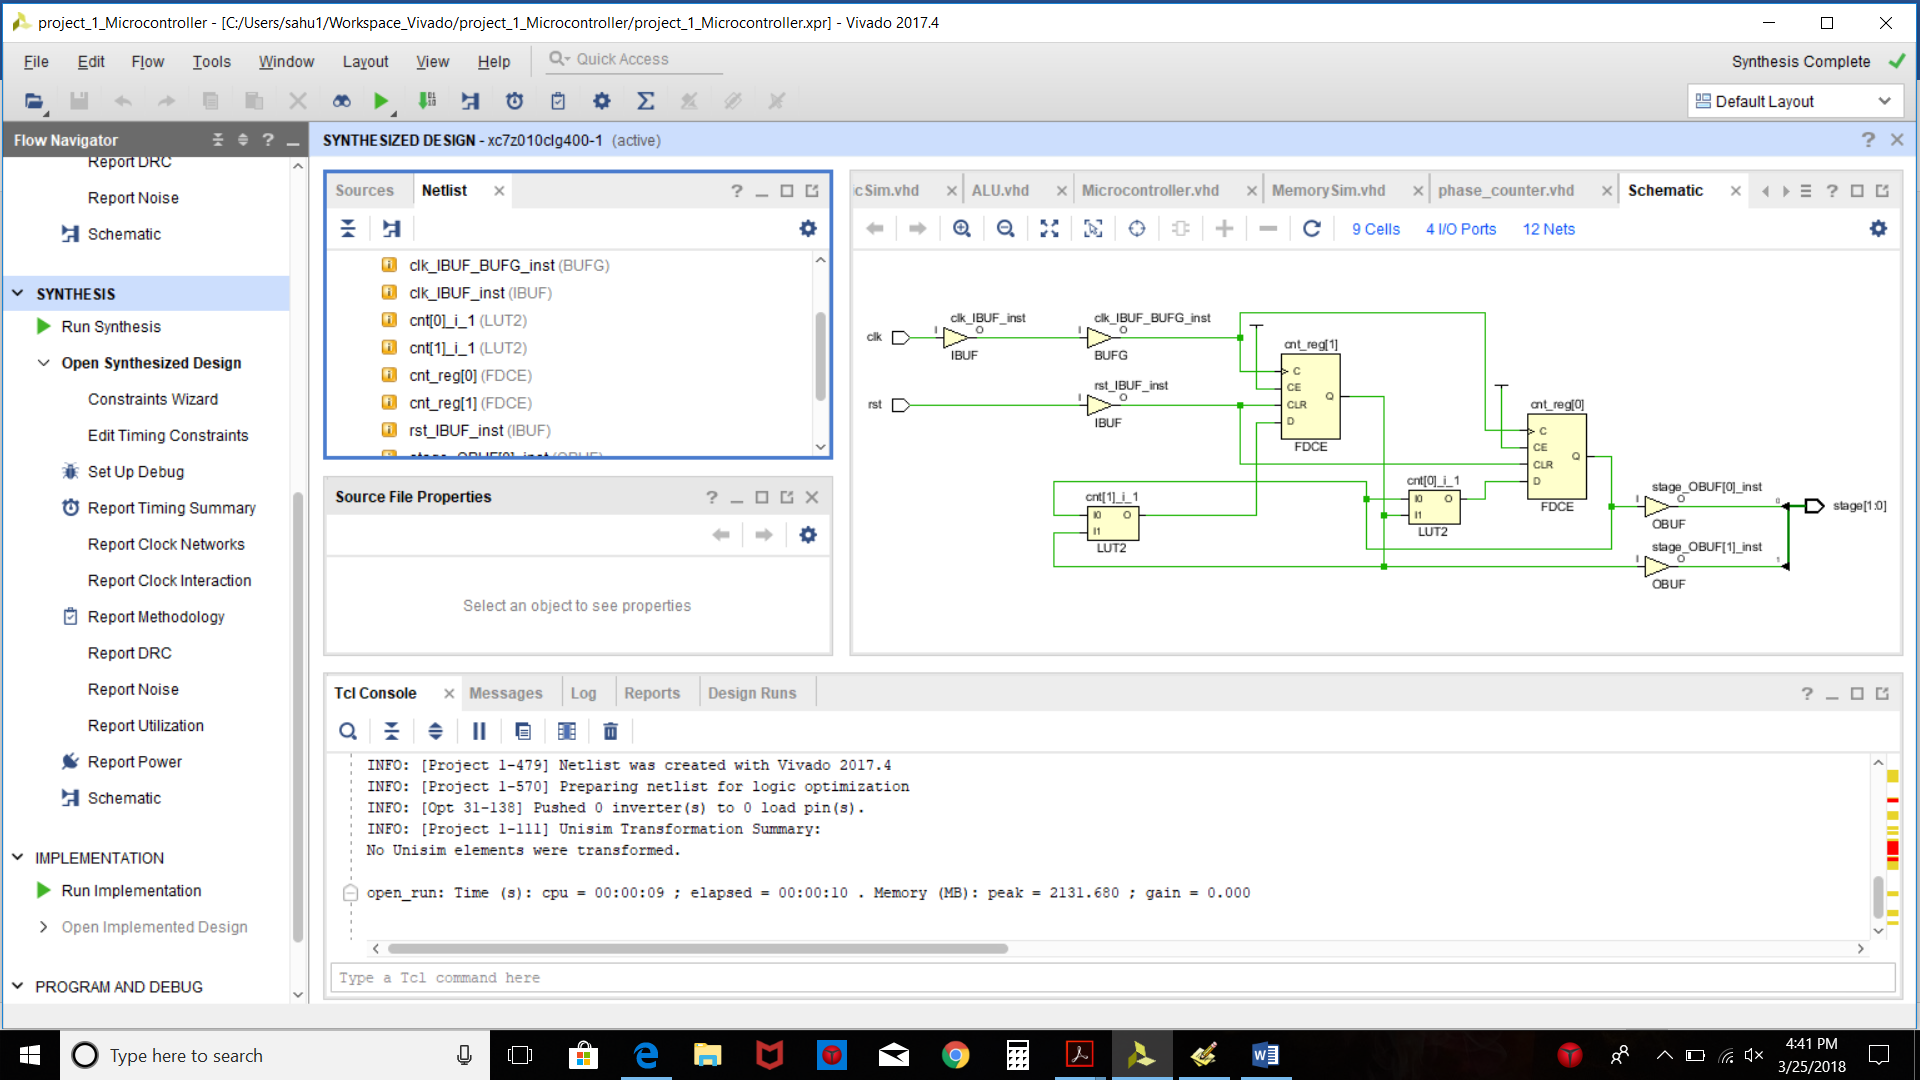 project_1_Microcontroller - [C:/Users/sahu1/Workspace_Vivado/project_1_Microcontroller/project_1_Microcontroller.xpr] - Vivado 2017.4
File Edit Flow Tools Window Layout View Help Quick Access
Synthesis Complete
Default Layout
Flow Navigator
SYNTHESIZED DESIGN - xc7z010clg400-1 (active)
Report DRC
Report Noise
Schematic
SYNTHESIS
Run Synthesis
Open Synthesized Design
Constraints Wizard
Edit Timing Constraints
Set Up Debug
Report Timing Summary
Report Clock Networks
Report Clock Interaction
Report Methodology
Report DRC
Report Noise
Report Utilization
Report Power
Schematic
IMPLEMENTATION
Run Implementation
Open Implemented Design
PROGRAM AND DEBUG
Sources Netlist
clk_IBUF_BUFG_inst (BUFG)
clk_IBUF_inst (IBUF)
cnt[0]_i_1 (LUT2)
cnt[1]_i_1 (LUT2)
cnt_reg[0] (FDCE)
cnt_reg[1] (FDCE)
rst_IBUF_inst (IBUF)
stage_OBUF[0]_inst (OBUF)
Source File Properties
Select an object to see properties
icSim.vhd ALU.vhd Microcontroller.vhd MemorySim.vhd phase_counter.vhd Schematic
9 Cells 4 I/O Ports 12 Nets
clk
clk_IBUF_inst
I O
IBUF
clk_IBUF_BUFG_inst
I O
BUFG
rst
rst_IBUF_inst
I O
IBUF
cnt_reg[1]
C
CE
CLR
D
Q
FDCE
cnt_reg[0]
C
CE
CLR
D
Q
FDCE
cnt[1]_i_1
I0 O
I1
LUT2
cnt[0]_i_1
I0 O
I1
LUT2
stage_OBUF[0]_inst
I O
OBUF
0
stage[1:0]
stage_OBUF[1]_inst
I O
OBUF
1
Tcl Console Messages Log Reports Design Runs
INFO: [Project 1-479] Netlist was created with Vivado 2017.4
INFO: [Project 1-570] Preparing netlist for logic optimization
INFO: [Opt 31-138] Pushed 0 inverter(s) to 0 load pin(s).
INFO: [Project 1-111] Unisim Transformation Summary:
No Unisim elements were transformed.
open_run: Time (s): cpu = 00:00:09 ; elapsed = 00:00:10 . Memory (MB): peak = 2131.680 ; gain = 0.000
Type a Tcl command here
Type here to search
4:41 PM
3/25/2018